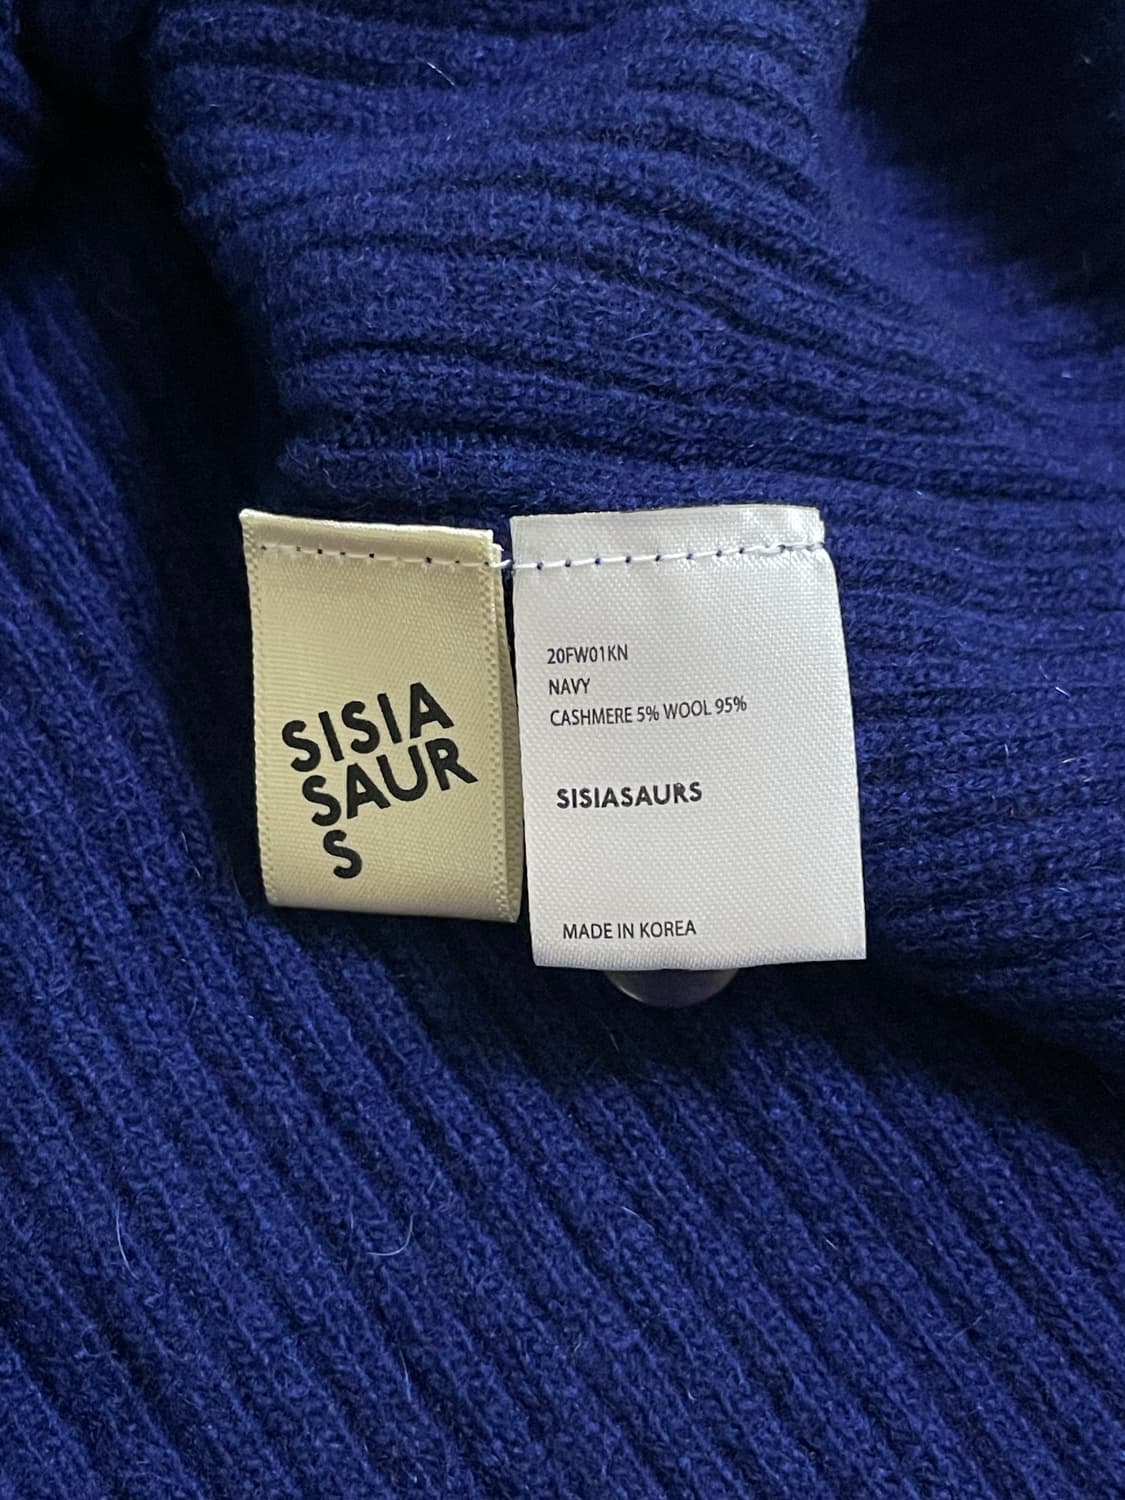 SISIA
SAUR
S
20FW01KN
NAVY
CASHMERE 5% WOOL 95%
SISIASAURS
MADE IN KOREA